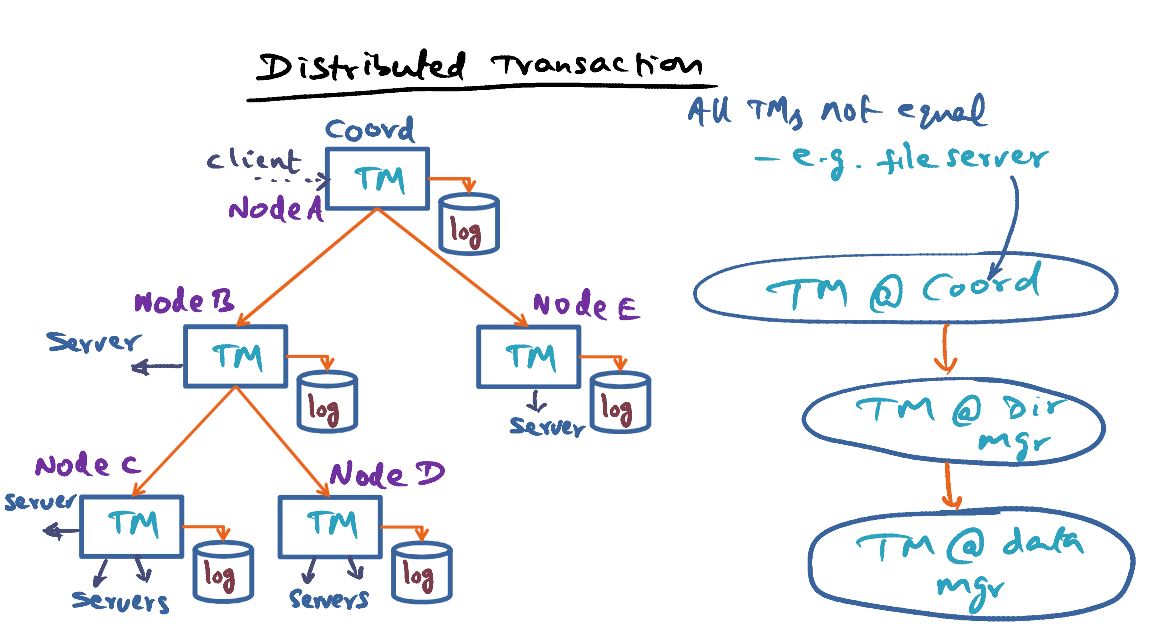 Distributed Transaction
Coord
client
TM
Node A
log
Node B
Server
TM
log
Node E
TM
log
Server
Node C
Server
TM
log
Servers
Node D
TM
log
Servers
All TMs not equal
- e.g. file server
TM @ Coord
TM @ Dir
mgr
TM @ data
mgr